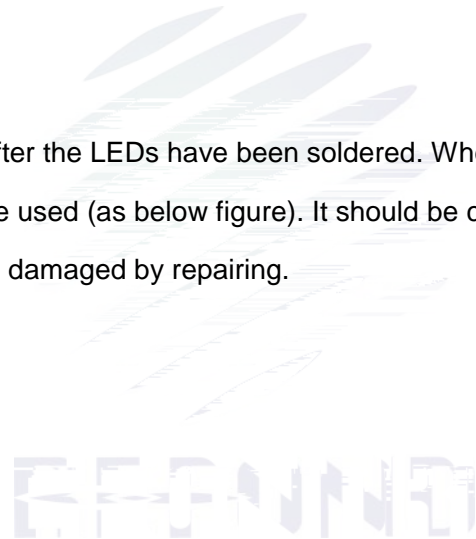 fter the LEDs have been soldered. Whe
e used (as below figure). It should be c
damaged by repairing.